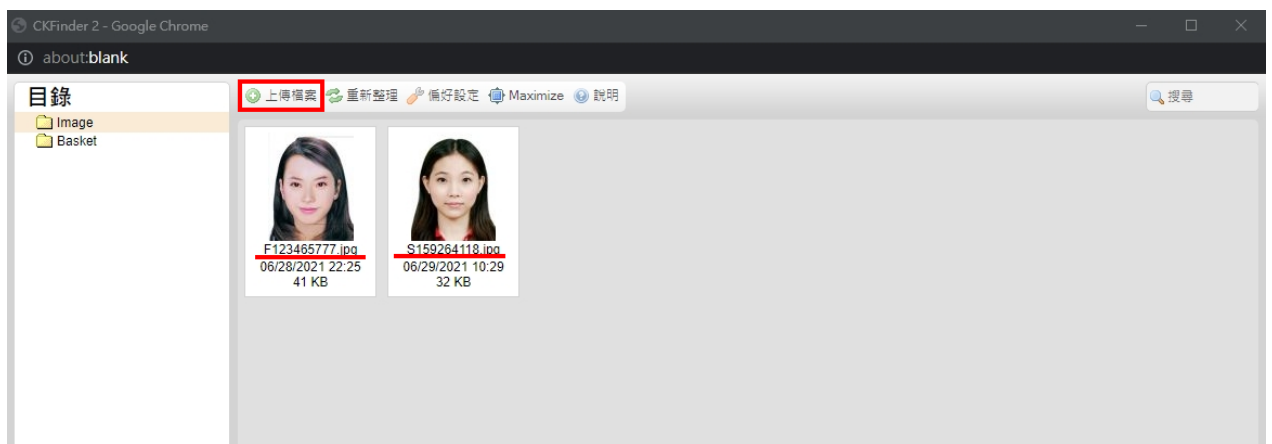 CKFinder 2 - Google Chrome
about:blank
目錄
Image
Basket
上傳檔案 重新整理 偏好設定 Maximize 說明
搜尋
F123465777.jpg
06/28/2021 22:25
41 KB
S159264118.jpg
06/29/2021 10:29
32 KB